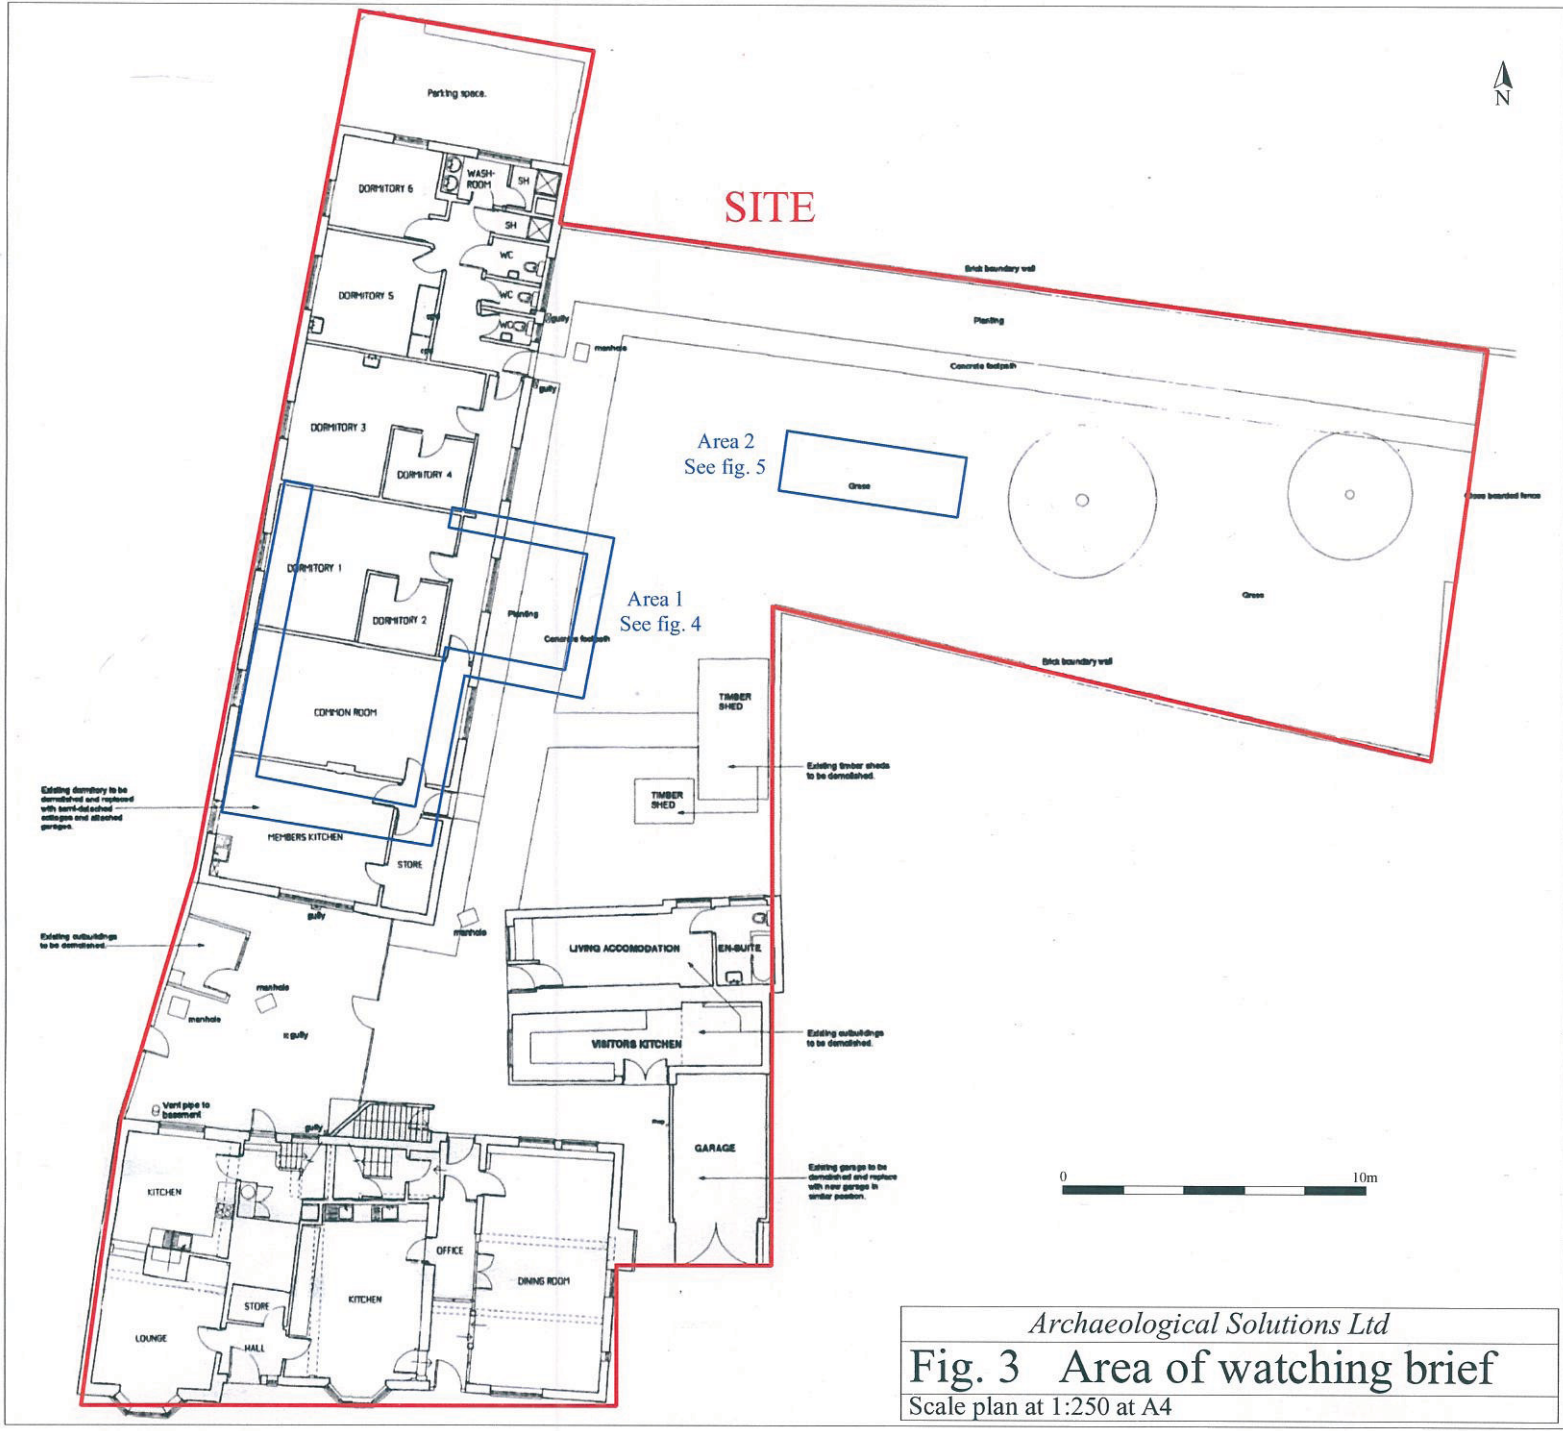 Parking space.
N
DORMITORY 6
WASH-
ROOM
SH
SITE
SH
WC
Brick boundary wall
DORMITORY 5
WC
Planting
gully
WC
cpd
manhole
cpd
Concrete footpath
gully
DORMITORY 3
Area 2
See fig. 5
DORMITORY 4
Grass
Close boarded fence
DORMITORY 1
Area 1
See fig. 4
Grass
Planting
DORMITORY 2
Concrete footpath
Brick boundary wall
TIMBER
SHED
COMMON ROOM
Existing timber sheds
to be demolished.
Existing dormitory to be
demolished and replaced
with semi-detached
cottages and attached
garages.
TIMBER
SHED
MEMBERS KITCHEN
STORE
gully
manhole
Existing outbuildings
to be demolished.
LIVING ACCOMODATION
EN-SUITE
manhole
manhole
gully
VISITORS KITCHEN
Existing outbuildings
to be demolished.
Vent pipe to
basement
gully
GARAGE
Existing garage to be
demolished and replace
with new garage in
similar position.
0
10m
KITCHEN
OFFICE
DINING ROOM
KITCHEN
STORE
LOUNGE
HALL
Archaeological Solutions Ltd
Fig. 3 Area of watching brief
Scale plan at 1:250 at A4